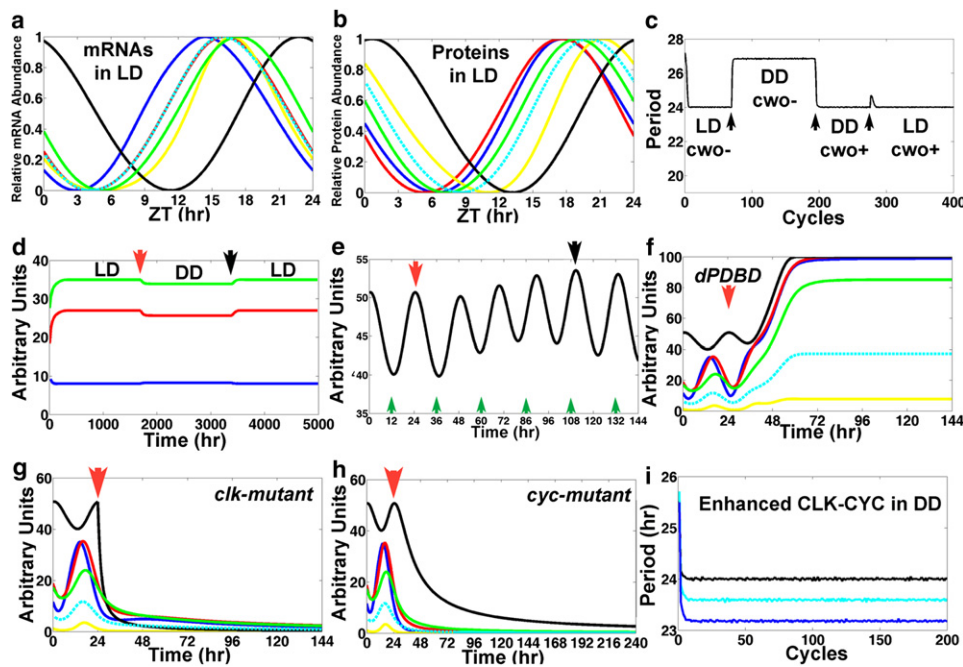 a
Relative mRNA Abundance
1
0.8
0.6
0.4
0.2
0
mRNAs
in LD
0 3 6 9 12 15 18 21 24
ZT (hr)
b
Relative Protein Abundance
1
0.8
0.6
0.4
0.2
0
Proteins
in LD
0 3 6 9 12 15 18 21 24
ZT (hr)
c
Period
28
26
24
22
20
18
DD
cwo-
LD
cwo-
DD
cwo+
LD
cwo+
0 100 200 300 400
Cycles
d
Arbitrary Units
40
30
20
10
0
LD DD LD
0 1000 2000 3000 4000 5000
Time (hr)
e
Arbitrary Units
55
50
45
40
35
0 12 24 36 48 60 72 86 96 108 120 132 144
Time (hr)
f
Arbitrary Units
100
80
60
40
20
0
dPDBD
0 24 48 72 96 120 144
Time (hr)
g
Arbitrary Units
60
40
20
0
clk-mutant
0 24 48 72 96 120 144
Time (hr)
h
Arbitrary Units
60
40
20
0
cyc-mutant
0 24 48 72 96 120 144 168 192 216 240
Time (hr)
i
Period (hr)
26
25
24
23
Enhanced CLK-CYC in DD
0 50 100 150 200
Cycles